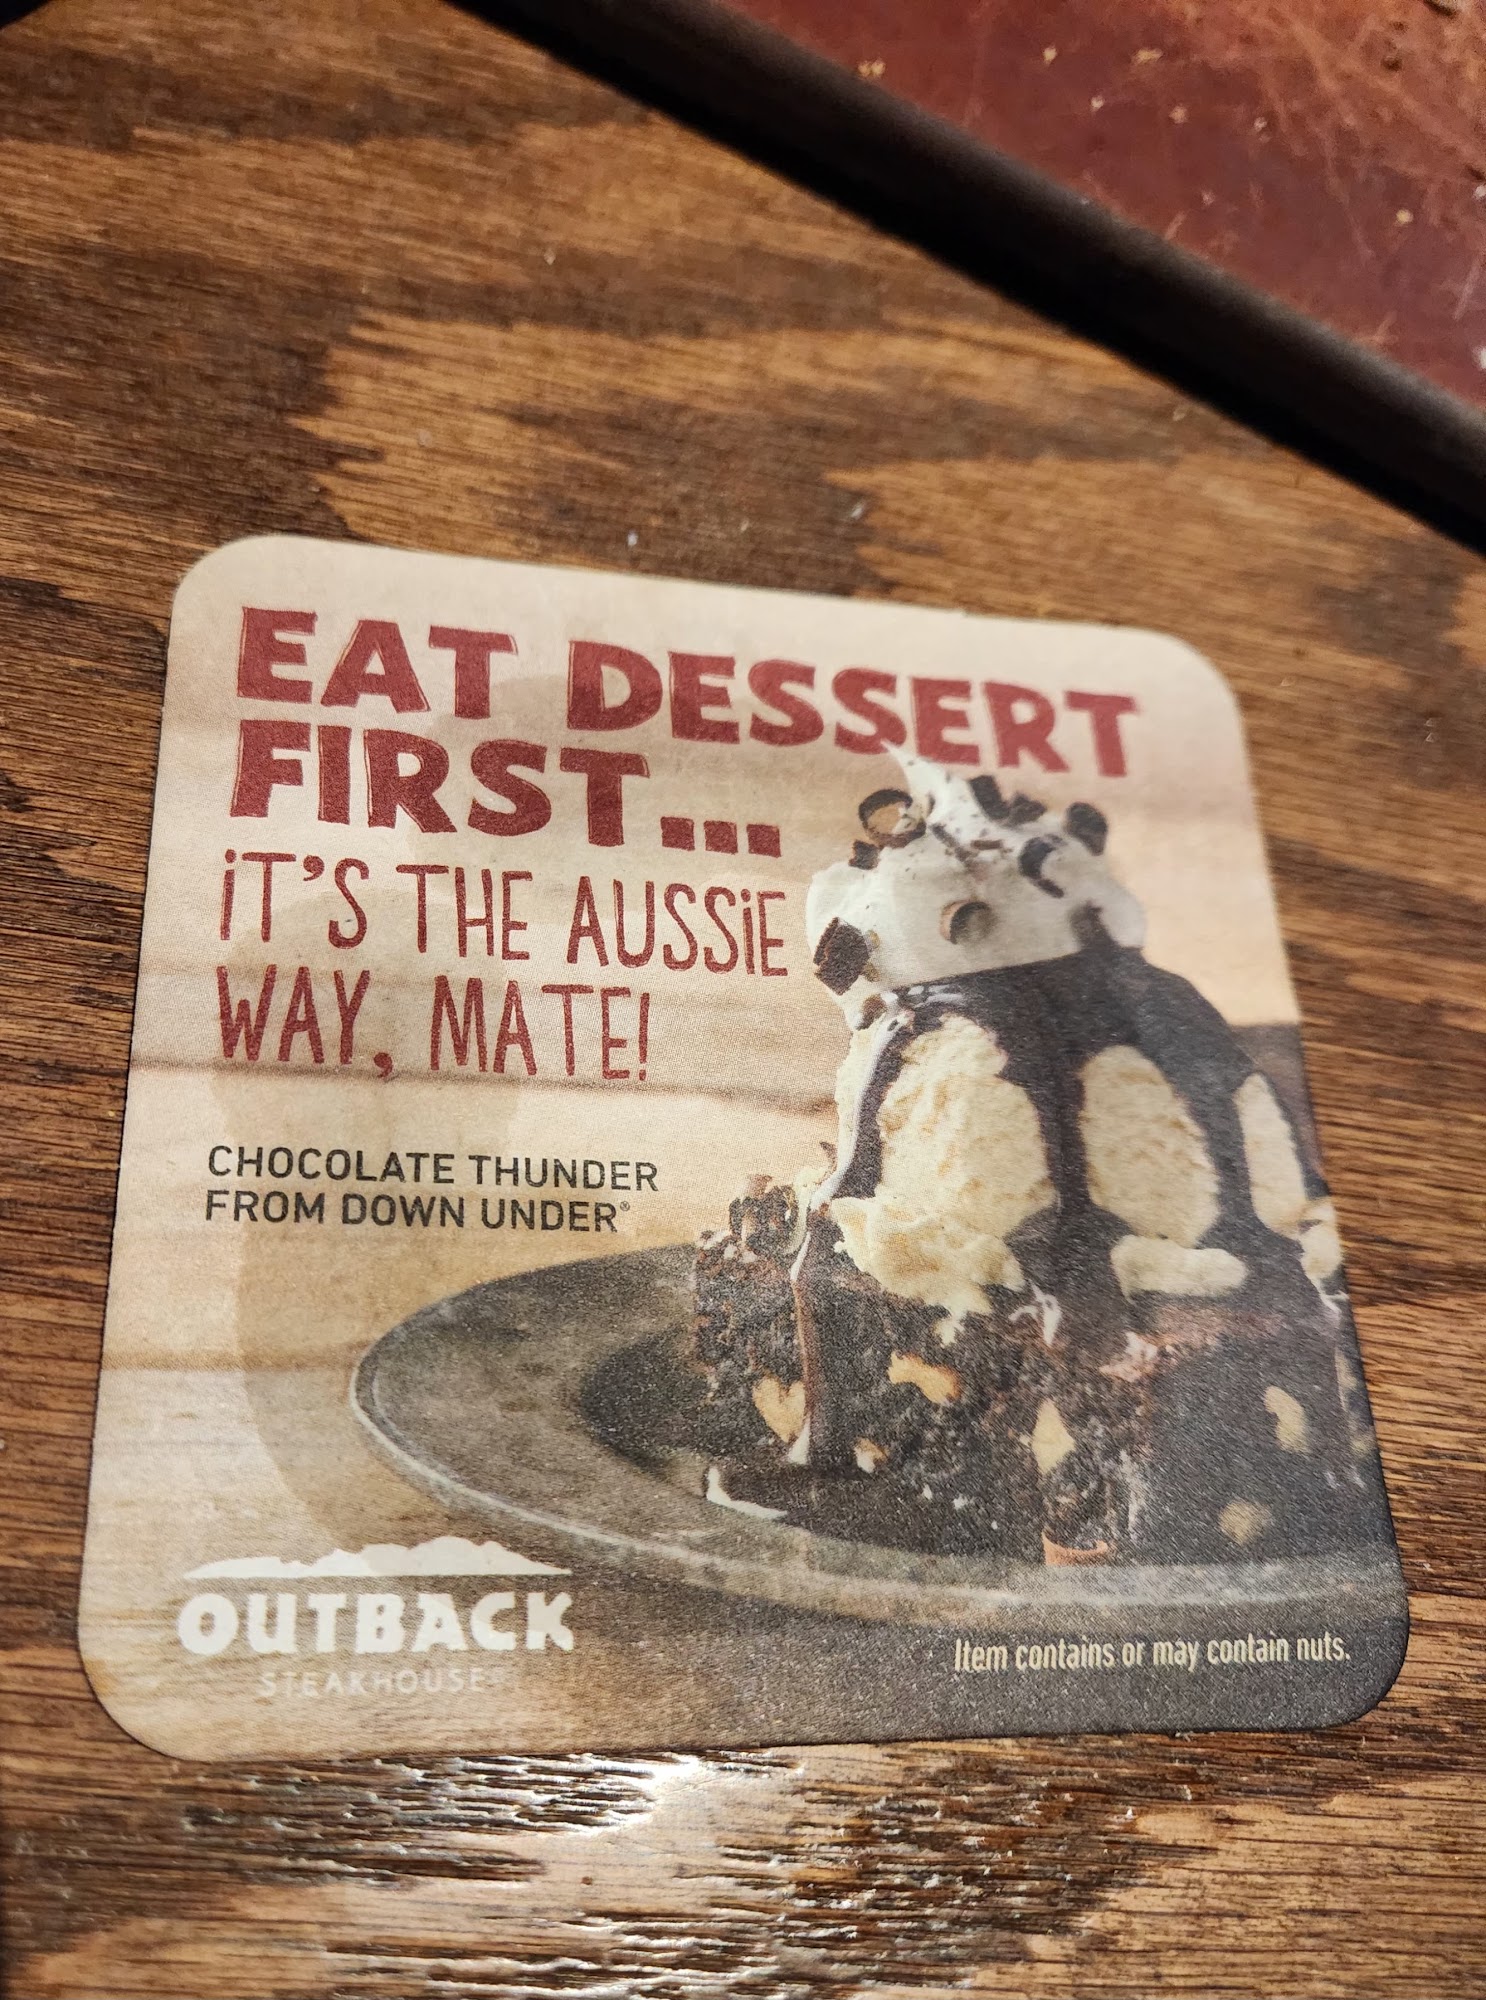 EAT DESSERT
FIRST...
iT'S THE AUSSiE
WAY, MATE!
CHOCOLATE THUNDER
FROM DOWN UNDER®
OUTBACK
STEAKHOUSE®
Item contains or may contain nuts.